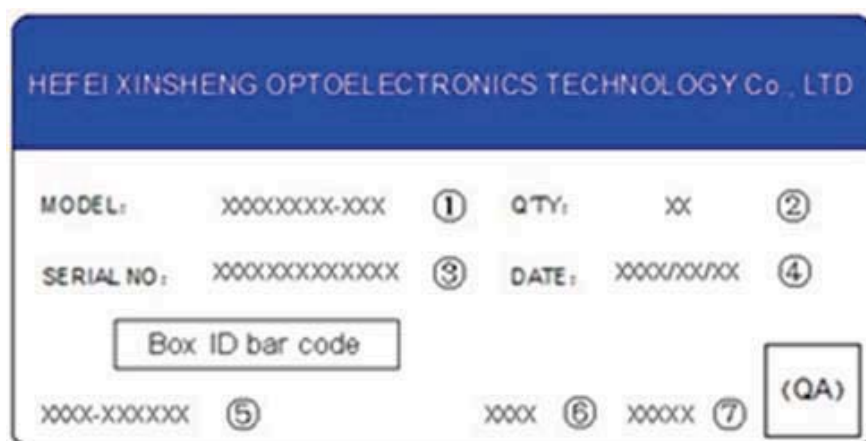 HEFEI XINSHENG OPTOELECTRONICS TECHNOLOGY Co., LTD
MODEL: XXXXXXXX-XXX ① Q'TY: XX ②
SERIAL NO: XXXXXXXXXXXXX ③ DATE: XXXX/XX/XX ④
Box ID bar code
(QA)
XXXX-XXXXXX ⑤ XXXX ⑥ XXXXX ⑦